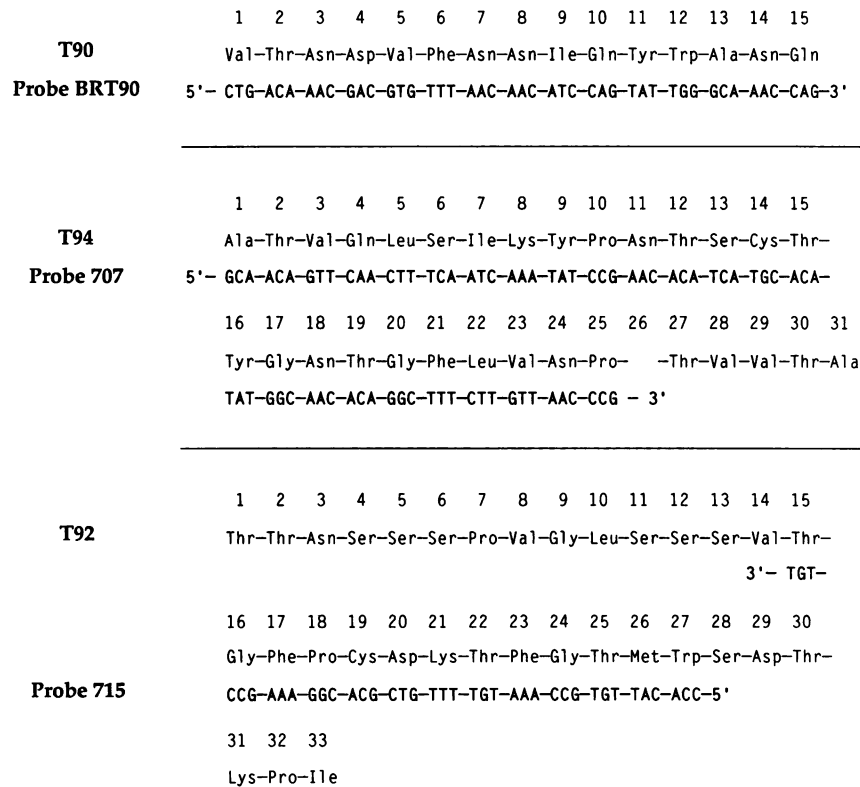 1 2 3 4 5 6 7 8 9 10 11 12 13 14 15
T90 Val–Thr–Asn–Asp–Val–Phe–Asn–Asn–Ile–Gln–Tyr–Trp–Ala–Asn–Gln
Probe BRT90 5'– CTG–ACA–AAC–GAC–GTG–TTT–AAC–AAC–ATC–CAG–TAT–TGG–GCA–AAC–CAG–3'
1 2 3 4 5 6 7 8 9 10 11 12 13 14 15
T94 Ala–Thr–Val–Gln–Leu–Ser–Ile–Lys–Tyr–Pro–Asn–Thr–Ser–Cys–Thr–
Probe 707 5'– GCA–ACA–GTT–CAA–CTT–TCA–ATC–AAA–TAT–CCG–AAC–ACA–TCA–TGC–ACA–
16 17 18 19 20 21 22 23 24 25 26 27 28 29 30 31
Tyr–Gly–Asn–Thr–Gly–Phe–Leu–Val–Asn–Pro– –Thr–Val–Val–Thr–Ala
TAT–GGC–AAC–ACA–GGC–TTT–CTT–GTT–AAC–CCG – 3'
1 2 3 4 5 6 7 8 9 10 11 12 13 14 15
T92 Thr–Thr–Asn–Ser–Ser–Ser–Pro–Val–Gly–Leu–Ser–Ser–Ser–Val–Thr–
3'– TGT–
16 17 18 19 20 21 22 23 24 25 26 27 28 29 30
Gly–Phe–Pro–Cys–Asp–Lys–Thr–Phe–Gly–Thr–Met–Trp–Ser–Asp–Thr–
Probe 715 CCG–AAA–GGC–ACG–CTG–TTT–TGT–AAA–CCG–TGT–TAC–ACC–5'
31 32 33
Lys–Pro–Ile